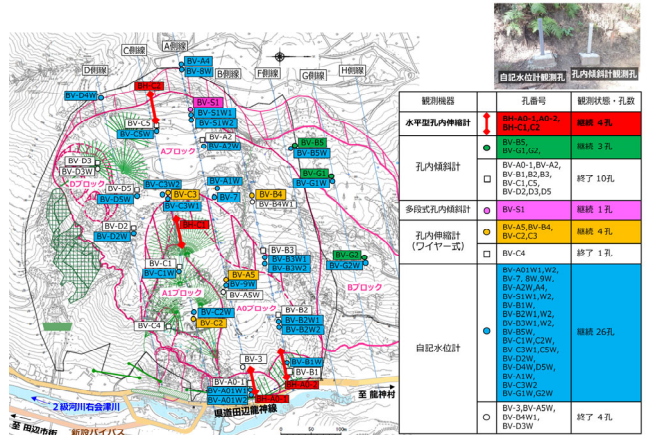 自記水位計観測孔
孔内傾斜計観測孔
D側線
C側線
A側線
B側線
F側線
G側線
H側線
BV-A4
BV-8W
BH-C2
BV-D4W
BV-S1
BV-S1W1
BV-S1W2
BV-C5
BV-C5W
BV-A2
BV-A2W
Aブロック
BV-B5
BV-B5W
BV-D3
BV-D3W
Dブロック
BV-G1
BV-G1W
BV-D5
BV-D5W
BV-C3W2
BV-C3
BV-C3W1
BV-A1W
BV-7
BV-B4
BV-B4W1
BV-D2
BV-D2W
BH-C1
BV-B3
BV-B3W1
BV-B3W2
BV-G2
BV-G2W
BV-C1
BV-C1W
BV-A5
BV-9W
BV-A5W
Bブロック
A1ブロック
A0ブロック
BV-C2W
BV-C2
BV-C4
BV-B2
BV-B2W1
BV-B2W2
BV-3
BV-B1W
BV-B1
BV-A0-1
BV-A01W1
BV-A01W2
BH-A0-1
BH-A0-2
2級河川右会津川
県道田辺龍神線
至 龍神村
至 田辺市街
新設バイパス
0 50 100m
観測機器 孔番号 観測状態・孔数
水平型孔内伸縮計 BH-A0-1,A0-2,
BH-C1,C2 継続 4孔
孔内傾斜計 BV-B5,
BV-G1,G2, 継続 3孔
BV-A0-1,BV-A2,
BV-B1,B2,B3,
BV-C1,C5,
BV-D2,D3,D5 終了 10孔
多段式孔内傾斜計 BV-S1 継続 1孔
孔内伸縮計
(ワイヤー式) BV-A5,BV-B4,
BV-C2,C3 継続 4孔
BV-C4 終了 1孔
自記水位計 BV-A01W1,W2,
BV-7, 8W,9W,
BV-A2W,A4,
BV-S1W1,W2,
BV-B1W,
BV-B2W1,W2,
BV-D3W1,W2,
BV-B5W,
BV-C1W,C2W,
BV-C3W1,C5W,
BV-D2W,
BV-D4W,D5W,
BV-A1W,
BV-C3W2
BV-G1W,G2W 継続 26孔
BV-3,BV-A5W,
BV-B4W1,
BV-D3W 終了 4孔